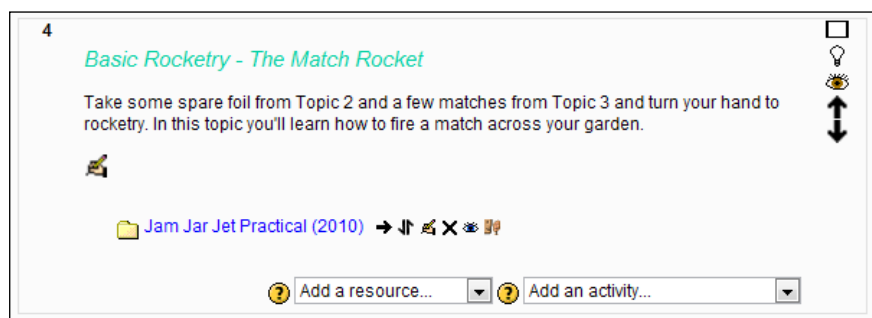 4
Basic Rocketry - The Match Rocket
Take some spare foil from Topic 2 and a few matches from Topic 3 and turn your hand to
rocketry. In this topic you'll learn how to fire a match across your garden.
Jam Jar Jet Practical (2010)
Add a resource... Add an activity...